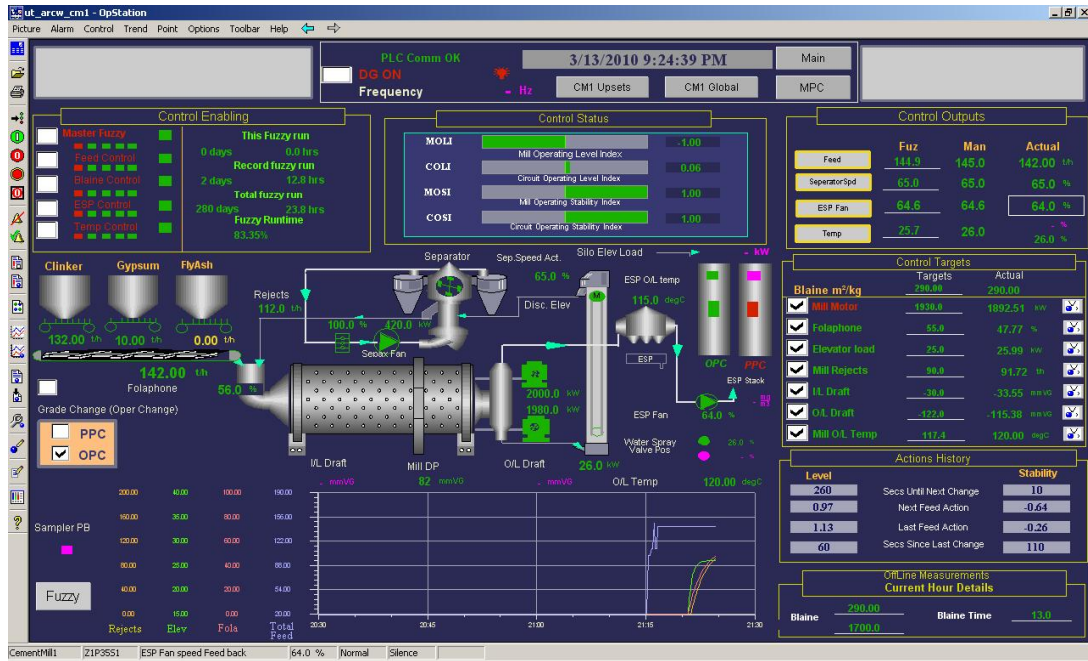 ut_arcw_cm1 - OpStation
Picture Alarm Control Trend Point Options Toolbar Help
PLC Comm OK
3/13/2010 9:24:39 PM
Main
DG ON
Frequency
- Hz
CM1 Upsets
CM1 Global
MPC
Control Enabling
Master Fuzzy
Feed Control
Blaine Control
ESP Control
Temp Control
This Fuzzy run
0 days 0.0 hrs
Record fuzzy run
2 days 12.8 hrs
Total fuzzy run
280 days 23.8 hrs
Fuzzy Runtime
83.35%
Control Status
MOLI -1.00
Mill Operating Level Index
COLI 0.06
Circuit Operating Level Index
MOSI 1.00
Mill Operating Stability Index
COSI 1.00
Circuit Operating Stability Index
Control Outputs
Fuz Man Actual
Feed 144.9 145.0 142.00 t/h
SeperatorSpd 65.0 65.0 65.0 %
ESP Fan 64.6 64.6 64.0 %
- %
Temp 25.7 26.0 26.0 %
Clinker Gypsum FlyAsh
132.00 t/h 10.00 t/h 0.00 t/h
142.00 t/h
Folaphone
56.0 %
Rejects
112.0 t/h
100.0 % 420.0 kW
Sepax Fan
Separator
Sep.Speed Act.
65.0 %
Silo Elev Load - kW
Disc. Elev
M
ESP O/L temp
115.0 degC
ESP
OPC PPC
ESP Stack
ESP Fan 64.0 %
2000.0 kW
1980.0 kW
Water Spray
Valve Pos
26.0 %
- %
26.0 kW
Grade Change (Oper Change)
PPC
OPC
I/L Draft Mill DP O/L Draft O/L Temp
- mmVG 82 mmVG - mmVG 120.00 degC
Control Targets
Targets Actual
Blaine m²/kg 290.00 290.00
Mill Motor 1930.0 1892.51 kW
Folaphone 55.0 47.77 %
Elevator load 25.0 25.99 kW
Mill Rejects 90.0 91.72 th
I/L Draft -30.0 -33.55 mmVG
O/L Draft -122.0 -115.38 mmVG
Mill O/L Temp 117.4 120.00 degC
Actions History
Level Stability
260 Secs Until Next Change 10
0.97 Next Feed Action -0.64
1.13 Last Feed Action -0.26
60 Secs Since Last Change 110
OffLine Measurements
Current Hour Details
Blaine 290.00 Blaine Time 13.0
1700.0
Sampler PB
Fuzzy
200.00 40.00 100.00 190.00
160.00 35.00 80.00 156.00
120.00 30.00 60.00 122.00
80.00 25.00 40.00 88.00
40.00 20.00 20.00 54.00
0.00 15.00 0.00 20.00
Rejects Elev Fola Total Feed
20:30 20:45 21:00 21:15 21:30
CementMill1 Z1P3S51 ESP Fan speed Feed back 64.0 % Normal Silence